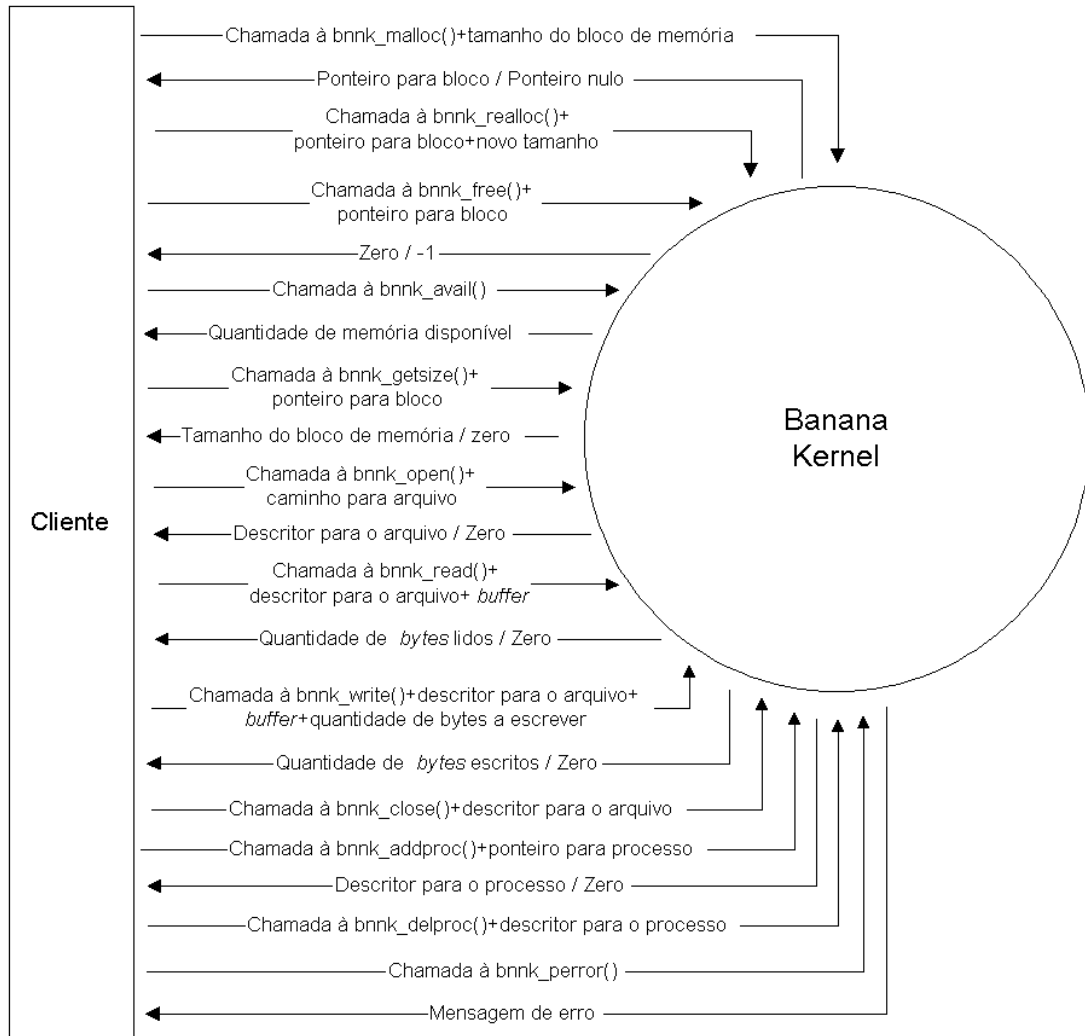 Chamada à bnnk_malloc()+tamanho do bloco de memória
Ponteiro para bloco / Ponteiro nulo
Chamada à bnnk_realloc()+
ponteiro para bloco+novo tamanho
Chamada à bnnk_free()+
ponteiro para bloco
Zero / -1
Chamada à bnnk_avail()
Quantidade de memória disponível
Chamada à bnnk_getsize()+
ponteiro para bloco
Tamanho do bloco de memória / zero
Banana
Kernel
Chamada à bnnk_open()+
caminho para arquivo
Cliente
Descritor para o arquivo / Zero
Chamada à bnnk_read()+
descritor para o arquivo+ buffer
Quantidade de bytes lidos / Zero
Chamada à bnnk_write()+descritor para o arquivo+
buffer+quantidade de bytes a escrever
Quantidade de bytes escritos / Zero
Chamada à bnnk_close()+descritor para o arquivo
Chamada à bnnk_addproc()+ponteiro para processo
Descritor para o processo / Zero
Chamada à bnnk_delproc()+descritor para o processo
Chamada à bnnk_perror()
Mensagem de erro